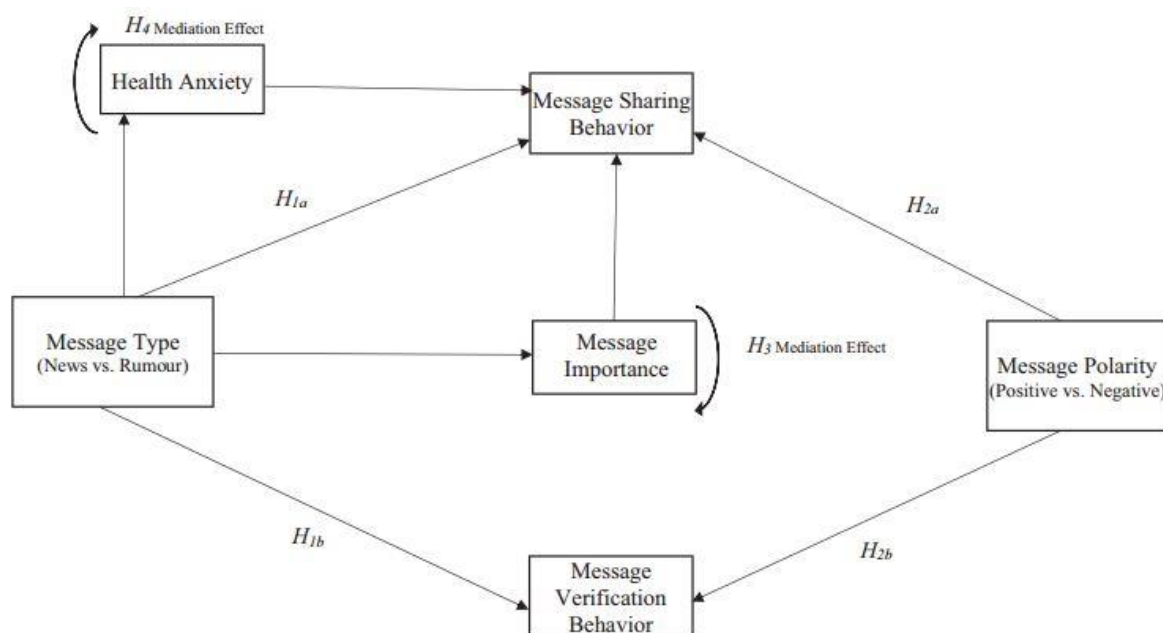 H4 Mediation Effect
Health Anxiety
Message Sharing
Behavior
H1a
H2a
Message Type
(News vs. Rumour)
Message
Importance
H3 Mediation Effect
Message Polarity
(Positive vs. Negative)
H1b
H2b
Message
Verification
Behavior